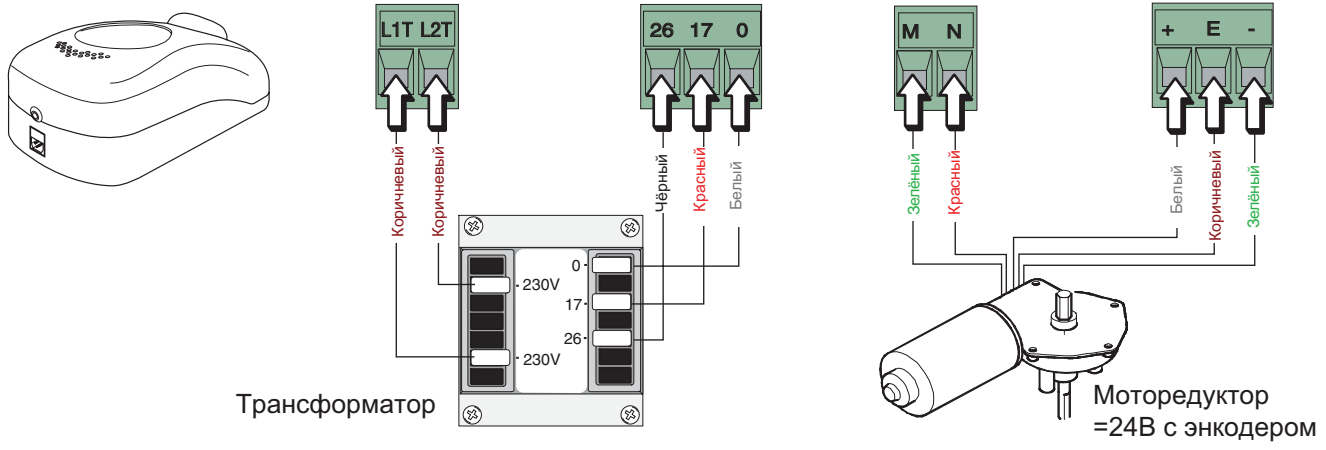 L1T L2T
26 17 0
M N
+ E -
Коричневый
Коричневый
Чёрный
Красный
Белый
Зелёный
Красный
Белый
Коричневый
Зелёный
0
230V
17
26
230V
Трансформатор
Моторедуктор
=24В с энкодером